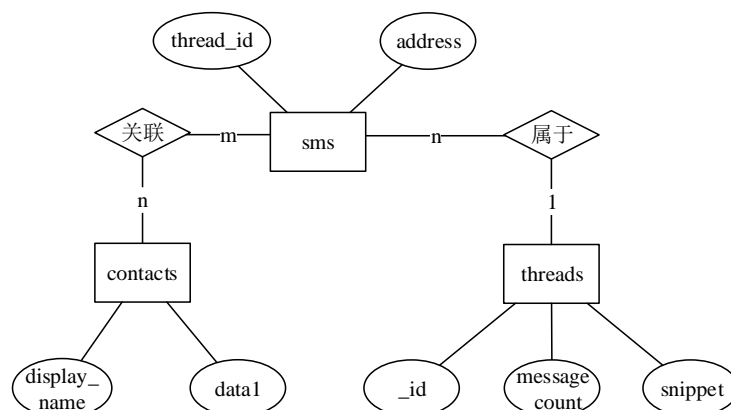 thread_id
address
关联
m
sms
n
属于
n
1
contacts
threads
display_
name
data1
_id
message
count
snippet